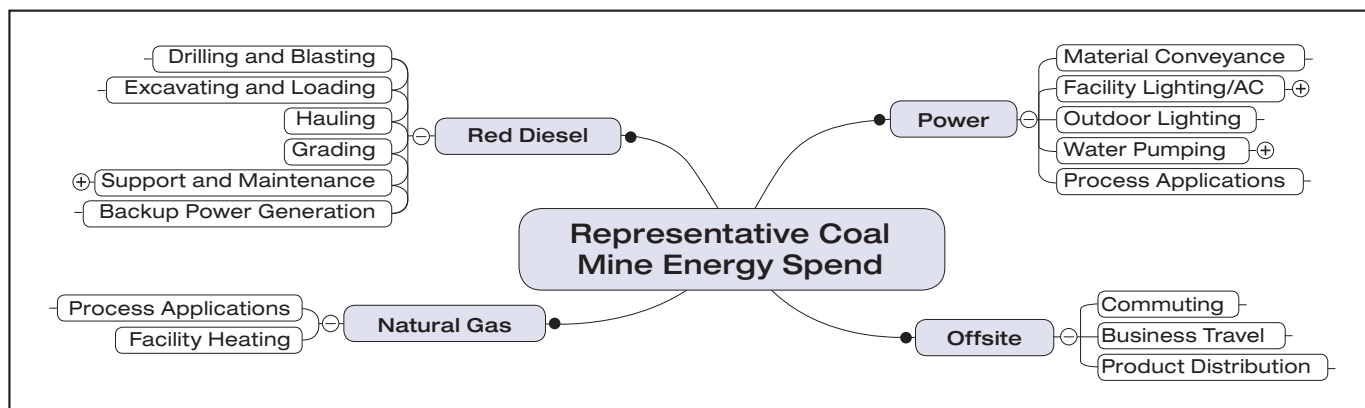 Drilling and Blasting
Excavating and Loading
Hauling
Grading
Support and Maintenance
Backup Power Generation
Red Diesel
Power
Material Conveyance
Facility Lighting/AC
Outdoor Lighting
Water Pumping
Process Applications
Representative Coal
Mine Energy Spend
Process Applications
Facility Heating
Natural Gas
Offsite
Commuting
Business Travel
Product Distribution